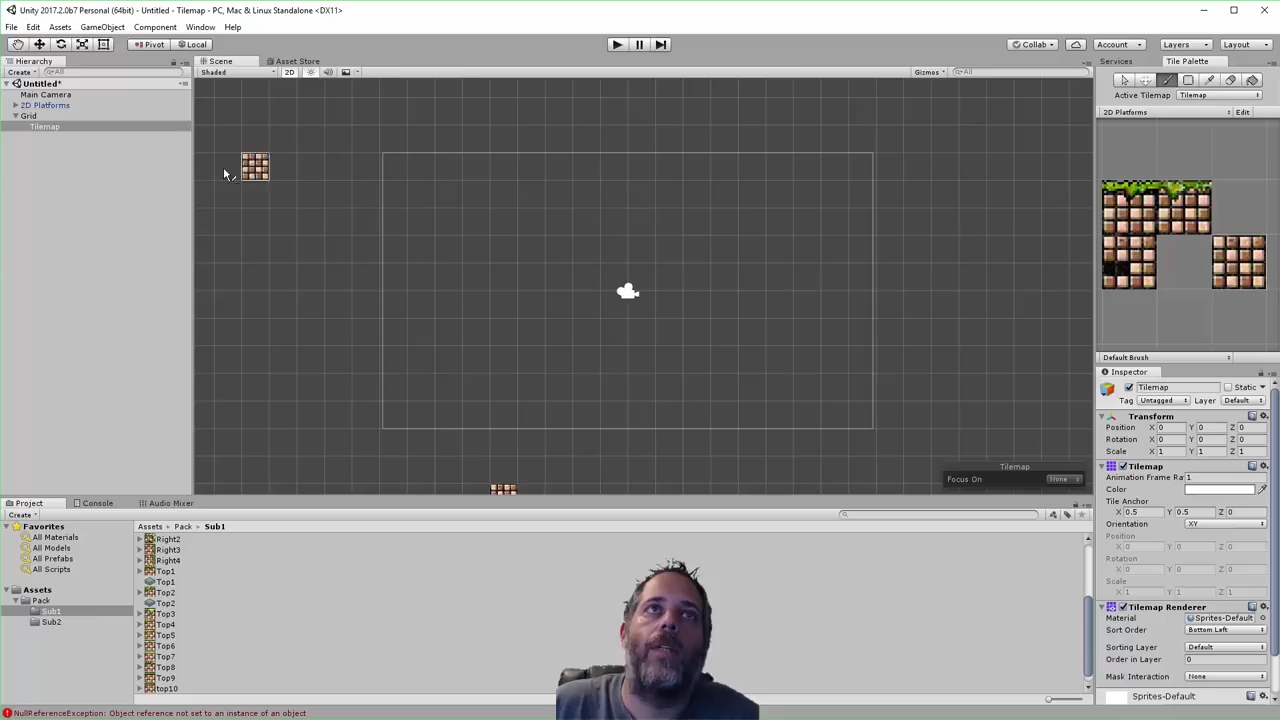 Unity 2017.2.0b7 Personal (64bit) - Untitled - Tilemap - PC, Mac & Linux Standalone <DX11>
File Edit Assets GameObject Component Window Help
Pivot Local Collab Account Layers Layout
Hierarchy Scene Asset Store Services Tile Palette
Create All Shaded 2D Gizmos All
Untitled*
Main Camera
2D Platforms
Grid
Tilemap
Active Tilemap Tilemap
2D Platforms Edit
Default Brush
Inspector
Tilemap Static
Tag Untagged Layer Default
Transform
Position X 0 Y 0 Z 0
Rotation X 0 Y 0 Z 0
Scale X 1 Y 1 Z 1
Tilemap
Animation Frame Ra 1
Color
Tile Anchor
X 0.5 Y 0.5 Z 0
Orientation XY
Position
X 0 Y 0 Z 0
Rotation
X 0 Y 0 Z 0
Scale
X 1 Y 1 Z 1
Tilemap Renderer
Material Sprites-Default
Sort Order Bottom Left
Sorting Layer Default
Order in Layer 0
Mask Interaction None
Sprites-Default
Tilemap
Focus On None
Project Console Audio Mixer
Create
Favorites
All Materials
All Models
All Prefabs
All Scripts
Assets
Pack
Sub1
Sub2
Assets Pack Sub1
Right2
Right3
Right4
Top1
Top1
Top2
Top2
Top3
Top4
Top5
Top6
Top7
Top8
Top9
top10
NullReferenceException: Object reference not set to an instance of an object